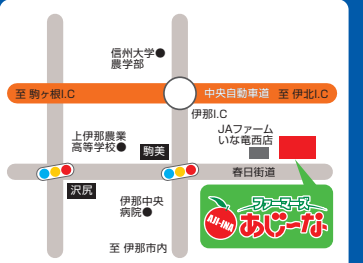 信州大学●
農学部
至 駒ヶ根I.C
中央自動車道 至 伊北I.C
伊那I.C
JAファーム
いな竜西店
上伊那農業
高等学校●
駒美
春日街道
沢尻
伊那中央
病院●
至 伊那市内
ファーマーズ
AJI-INA
あじ〜な